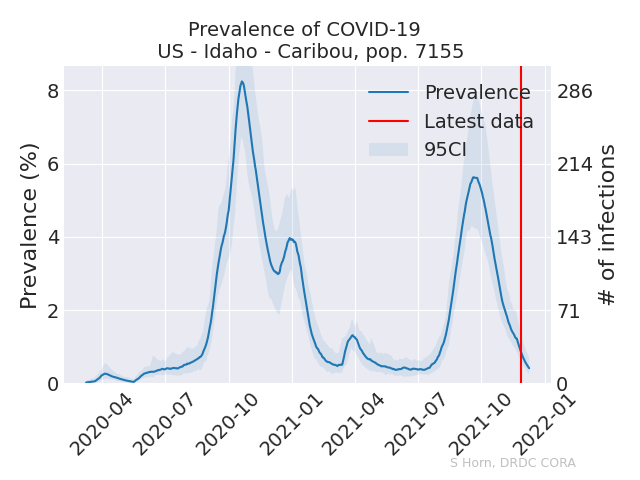 Prevalence of COVID-19
US - Idaho - Caribou, pop. 7155
Prevalence (%)
8
6
4
2
0
286
214
143
71
0
# of infections
Prevalence
Latest data
95CI
2020-04
2020-07
2020-10
2021-01
2021-04
2021-07
2021-10
2022-01
S Horn, DRDC CORA